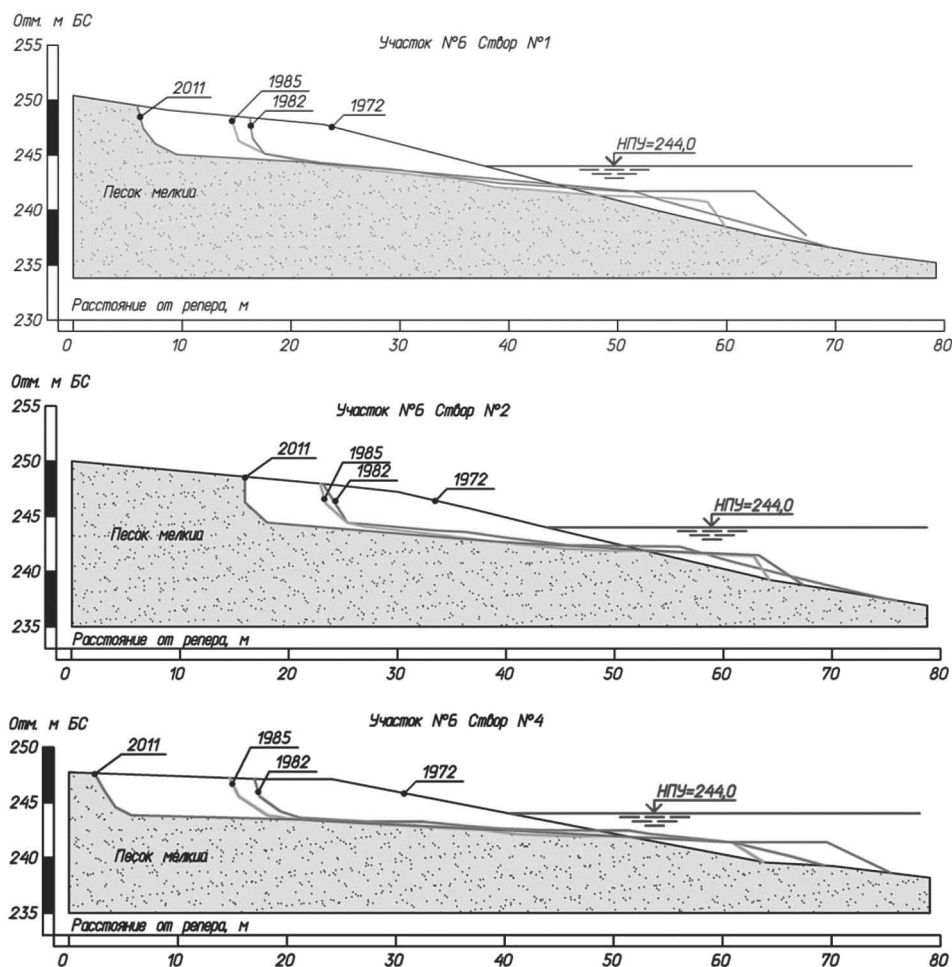 Отм. м БС
Участок №6 Створ №1
255
250
245
240
235
230
2011
1985
1982
1972
НПУ=244,0
Песок мелкий
Расстояние от репера, м
0 10 20 30 40 50 60 70 80
Отм. м БС
Участок №6 Створ №2
255
250
245
240
235
2011
1985
1982
1972
НПУ=244,0
Песок мелкий
Расстояние от репера, м
0 10 20 30 40 50 60 70 80
Отм. м БС
Участок №6 Створ №4
250
245
240
235
2011
1985
1982
1972
НПУ=244,0
Песок мелкий
Расстояние от репера, м
0 10 20 30 40 50 60 70 80